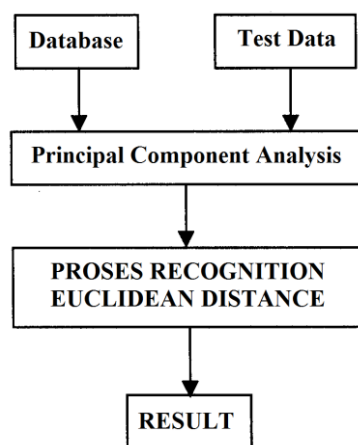 Database
Test Data
Principal Component Analysis
PROSES RECOGNITION
EUCLIDEAN DISTANCE
RESULT